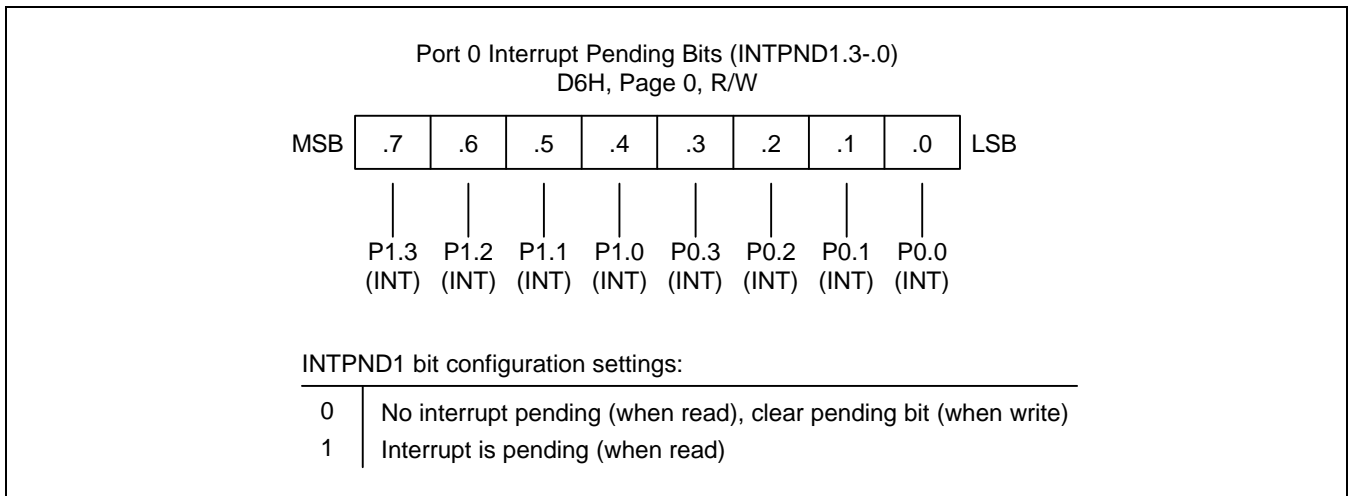 Port 0 Interrupt Pending Bits (INTPND1.3-.0)
D6H, Page 0, R/W
MSB .7 .6 .5 .4 .3 .2 .1 .0 LSB
P1.3 P1.2 P1.1 P1.0 P0.3 P0.2 P0.1 P0.0
(INT) (INT) (INT) (INT) (INT) (INT) (INT) (INT)
INTPND1 bit configuration settings:
0 No interrupt pending (when read), clear pending bit (when write)
1 Interrupt is pending (when read)